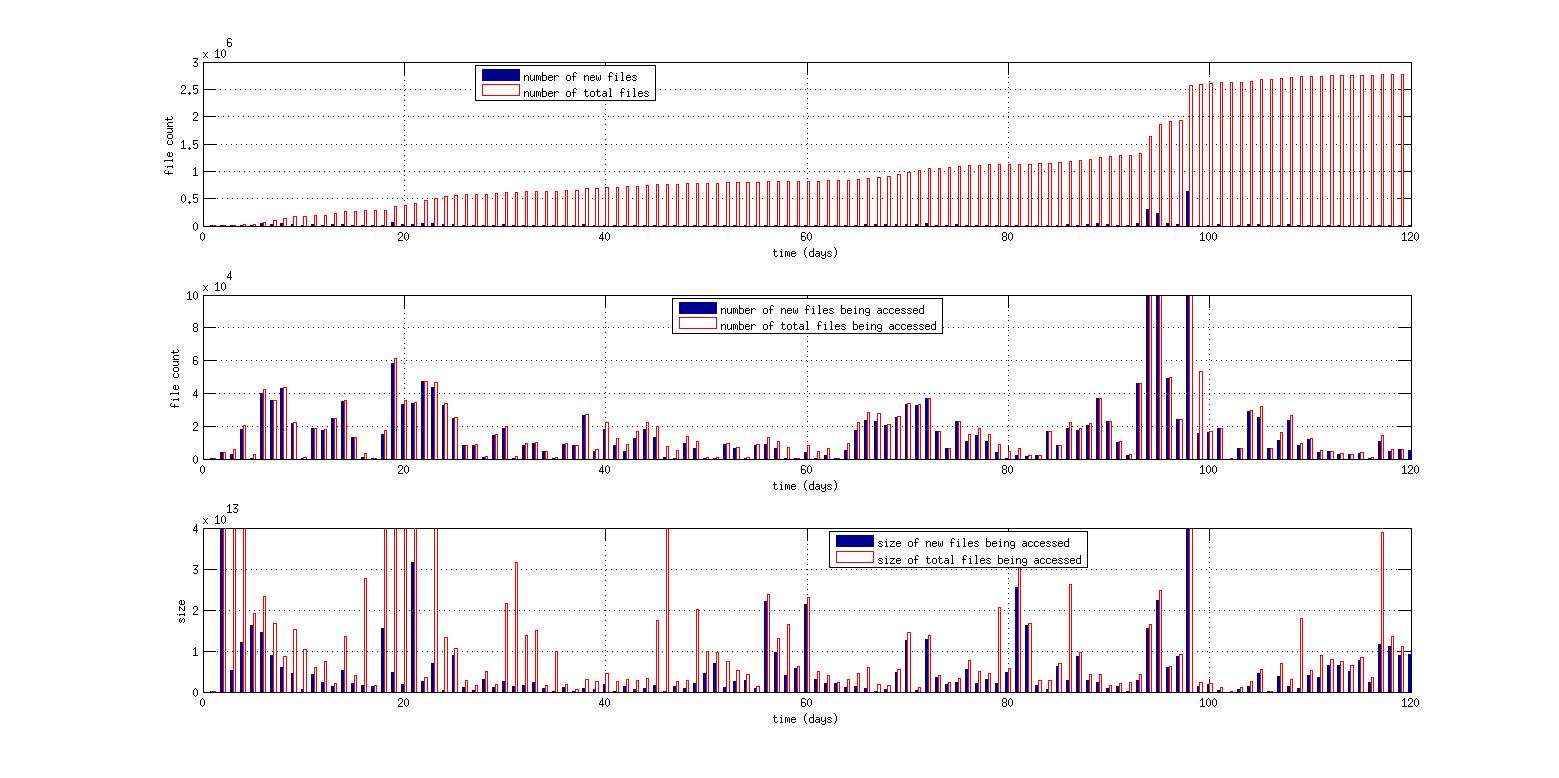 x 10^6
3
2.5
2
1.5
1
0.5
0
file count
number of new files
number of total files
0 20 40 60 80 100 120
time (days)
x 10^4
10
8
6
4
2
0
file count
number of new files being accessed
number of total files being accessed
0 20 40 60 80 100 120
time (days)
x 10^13
4
3
2
1
0
size
size of new files being accessed
size of total files being accessed
0 20 40 60 80 100 120
time (days)